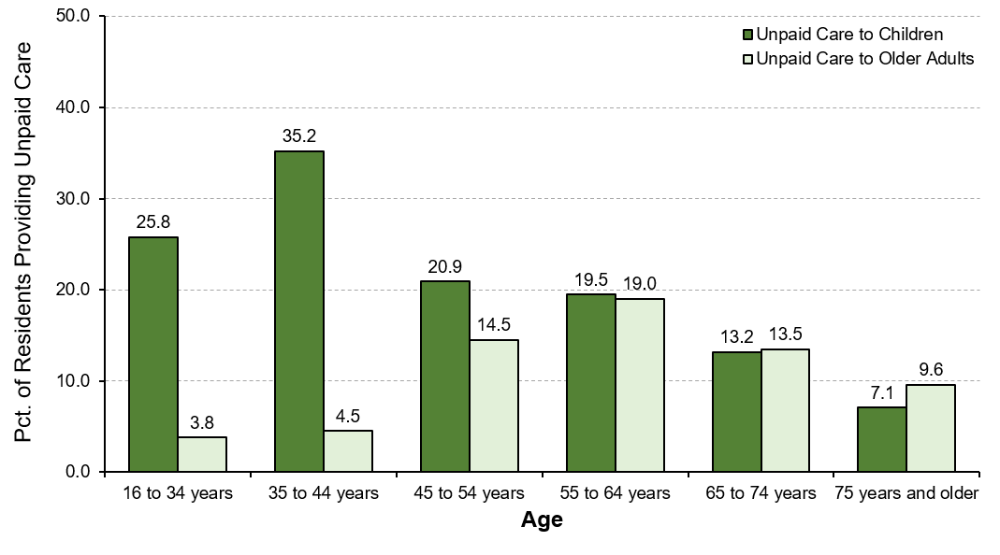 Pct. of Residents Providing Unpaid Care
50.0
40.0
30.0
20.0
10.0
0.0
Unpaid Care to Children
Unpaid Care to Older Adults
25.8
3.8
35.2
4.5
20.9
14.5
19.5
19.0
13.2
13.5
7.1
9.6
16 to 34 years
35 to 44 years
45 to 54 years
55 to 64 years
65 to 74 years
75 years and older
Age